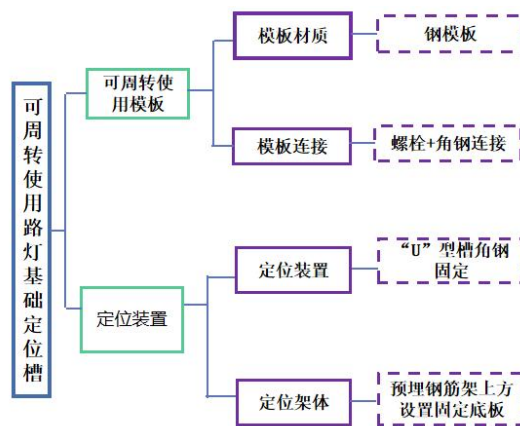 可周转使用路灯基础定位槽
可周转使
用模板
模板材质
钢模板
模板连接
螺栓+角钢连接
定位装置
定位装置
“U”型槽角钢
固定
定位架体
预埋钢筋架上方
设置固定底板